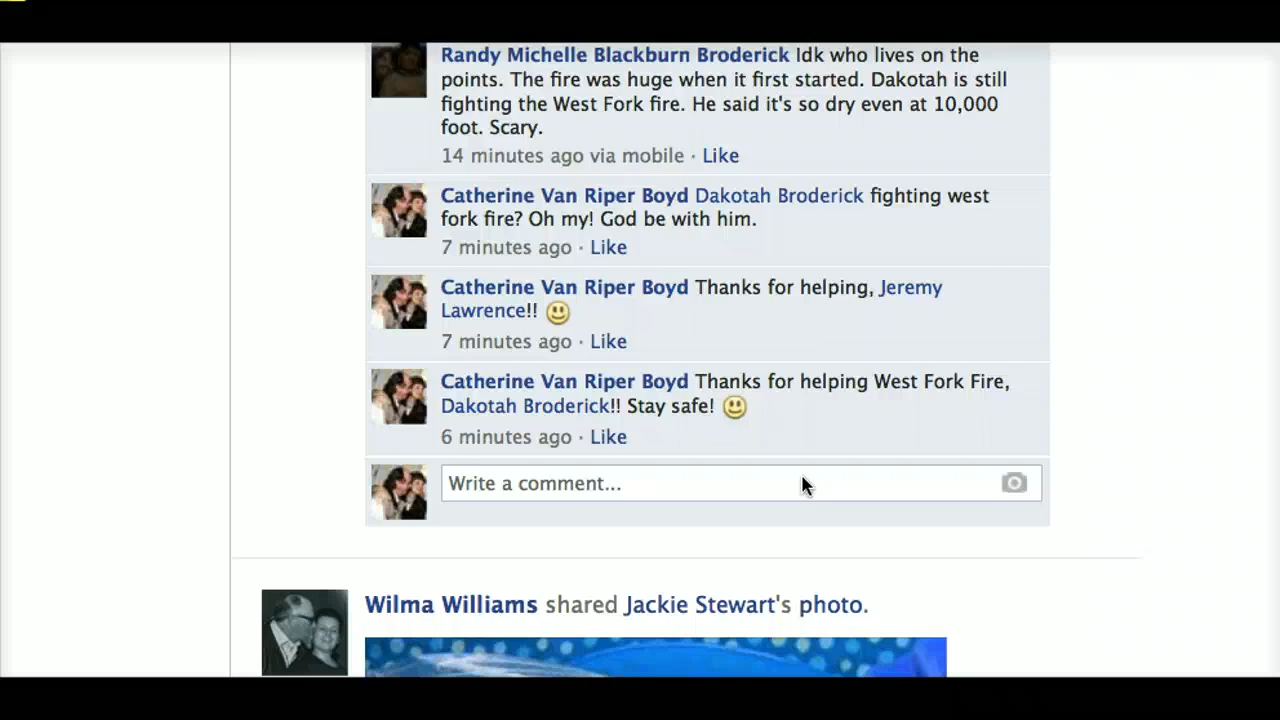 Randy Michelle Blackburn Broderick Idk who lives on the
points. The fire was huge when it first started. Dakotah is still
fighting the West Fork fire. He said it's so dry even at 10,000
foot. Scary.
14 minutes ago via mobile · Like
Catherine Van Riper Boyd Dakotah Broderick fighting west
fork fire? Oh my! God be with him.
7 minutes ago · Like
Catherine Van Riper Boyd Thanks for helping, Jeremy
Lawrence!!
7 minutes ago · Like
Catherine Van Riper Boyd Thanks for helping West Fork Fire,
Dakotah Broderick!! Stay safe!
6 minutes ago · Like
Write a comment...
Wilma Williams shared Jackie Stewart's photo.